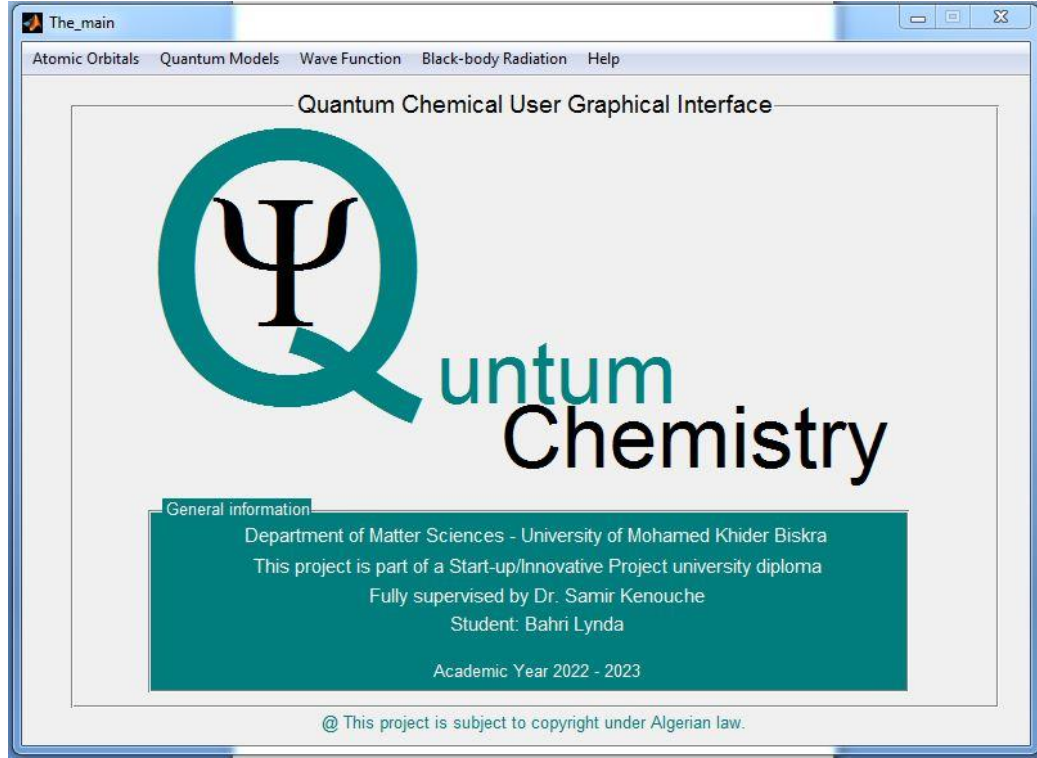 The_main
Atomic Orbitals Quantum Models Wave Function Black-body Radiation Help
Quantum Chemical User Graphical Interface
Ψ
Quntum
Chemistry
General information
Department of Matter Sciences - University of Mohamed Khider Biskra
This project is part of a Start-up/Innovative Project university diploma
Fully supervised by Dr. Samir Kenouche
Student: Bahri Lynda
Academic Year 2022 - 2023
@ This project is subject to copyright under Algerian law.